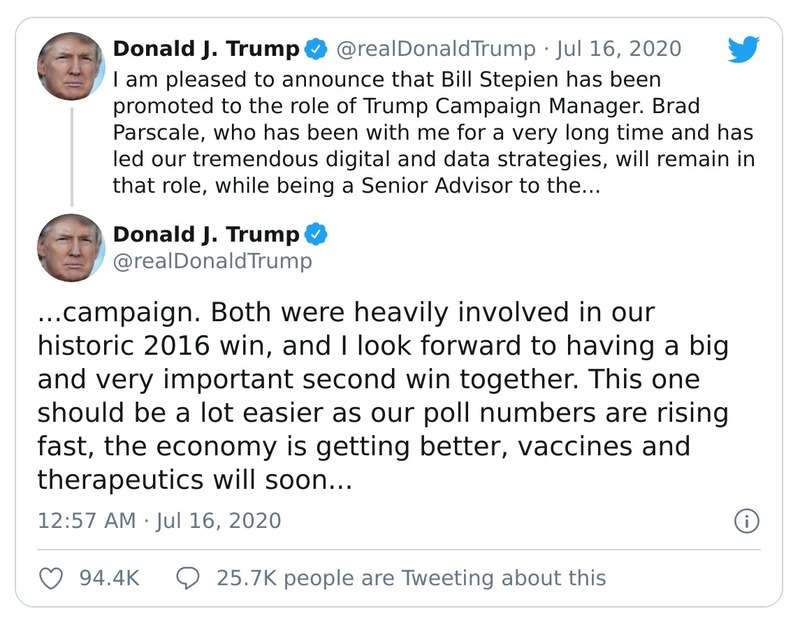 Donald J. Trump @realDonaldTrump · Jul 16, 2020
I am pleased to announce that Bill Stepien has been
promoted to the role of Trump Campaign Manager. Brad
Parscale, who has been with me for a very long time and has
led our tremendous digital and data strategies, will remain in
that role, while being a Senior Advisor to the...
Donald J. Trump
@realDonaldTrump
...campaign. Both were heavily involved in our
historic 2016 win, and I look forward to having a big
and very important second win together. This one
should be a lot easier as our poll numbers are rising
fast, the economy is getting better, vaccines and
therapeutics will soon...
12:57 AM · Jul 16, 2020
94.4K 25.7K people are Tweeting about this